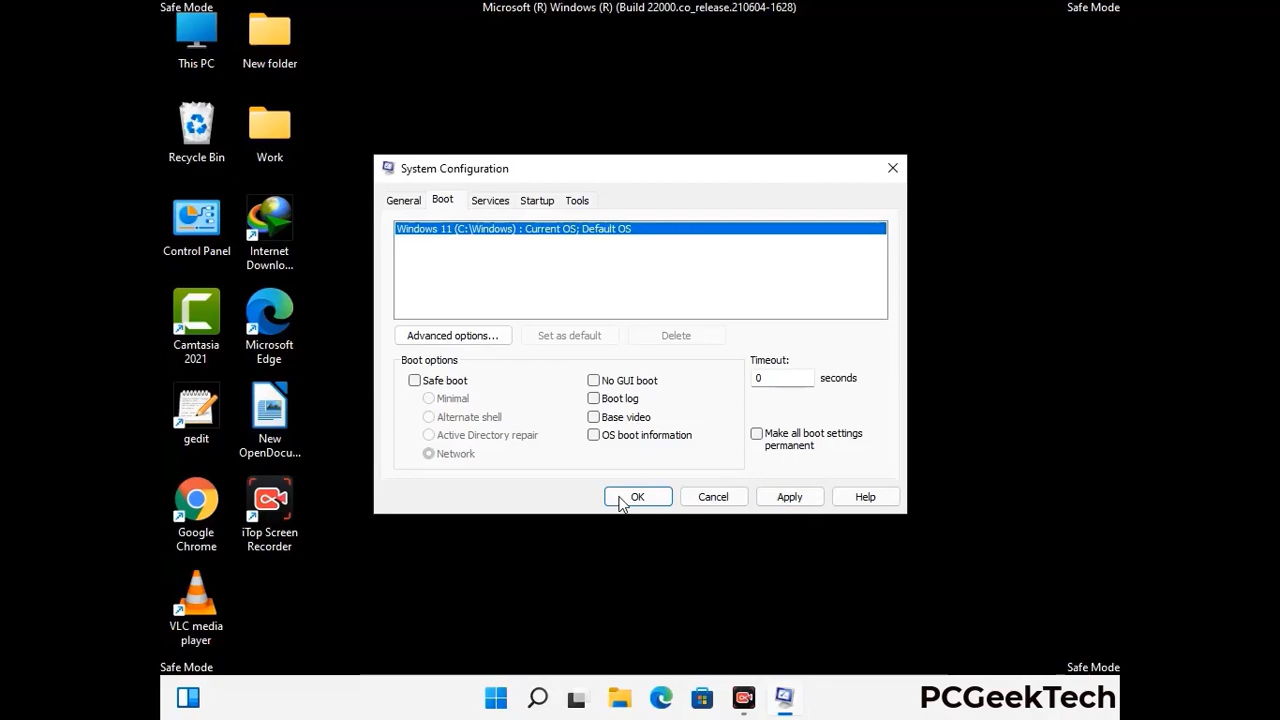 Safe Mode
Microsoft (R) Windows (R) (Build 22000.co_release.210604-1628)
Safe Mode
This PC
New folder
Recycle Bin
Work
Control Panel
Internet
Downlo...
Camtasia
2021
Microsoft
Edge
gedit
New
OpenDocu...
Google
Chrome
iTop Screen
Recorder
VLC media
player
System Configuration
General
Boot
Services
Startup
Tools
Windows 11 (C:\Windows) : Current OS; Default OS
Advanced options...
Set as default
Delete
Boot options
Safe boot
Minimal
Alternate shell
Active Directory repair
Network
No GUI boot
Boot log
Base video
OS boot information
Timeout:
0 seconds
Make all boot settings
permanent
OK
Cancel
Apply
Help
Safe Mode
Safe Mode
PCGeekTech